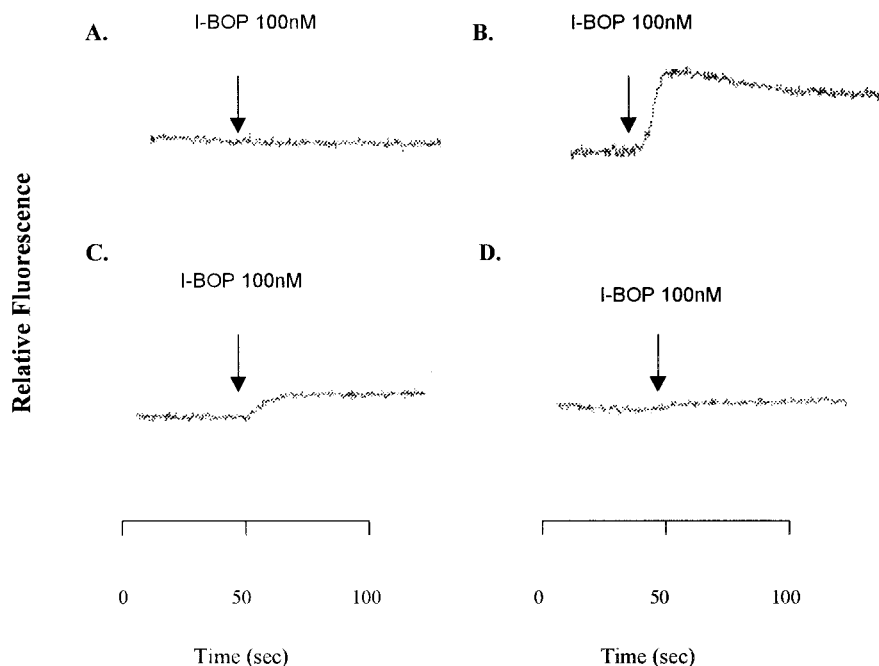 A.
I-BOP 100nM
B.
I-BOP 100nM
C.
I-BOP 100nM
D.
I-BOP 100nM
Relative Fluorescence
0 50 100
Time (sec)
0 50 100
Time (sec)